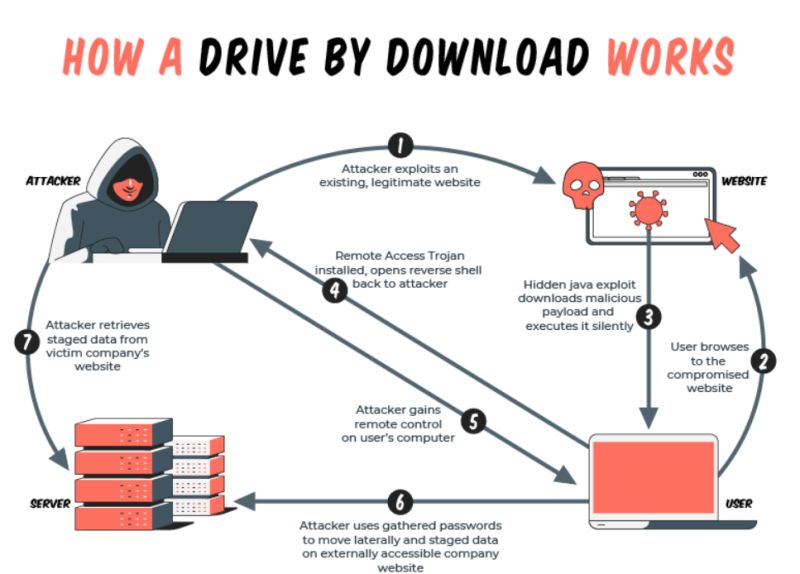 HOW A DRIVE BY DOWNLOAD WORKS
ATTACKER
1
Attacker exploits an
existing, legitimate website
WEBSITE
Remote Access Trojan
installed, opens reverse shell
back to attacker
4
Hidden java exploit
downloads malicious
payload and
executes it silently
3
User browses
to the
compromised
website
2
7
Attacker retrieves
staged data from
victim company's
website
Attacker gains
remote control
on user's computer
5
SERVER
USER
6
Attacker uses gathered passwords
to move laterally and staged data
on externally accessible company
website